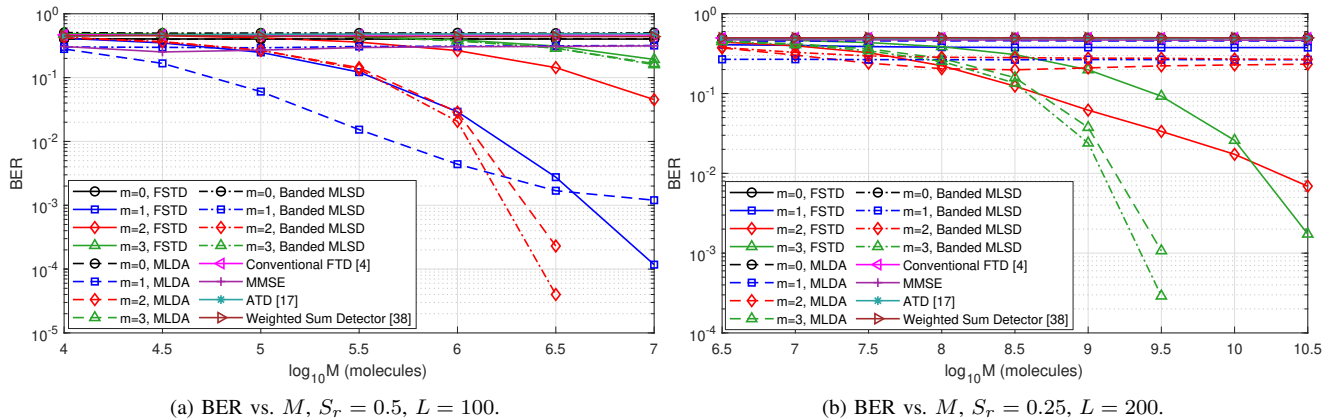 10^0
10^-1
10^-2
10^-3
10^-4
10^-5
BER
m=0, FSTD
m=1, FSTD
m=2, FSTD
m=3, FSTD
m=0, MLDA
m=1, MLDA
m=2, MLDA
m=3, MLDA
m=0, Banded MLSD
m=1, Banded MLSD
m=2, Banded MLSD
m=3, Banded MLSD
Conventional FTD [4]
MMSE
ATD [17]
Weighted Sum Detector [38]
4 4.5 5 5.5 6 6.5 7
log_10M (molecules)
(a) BER vs. M, S_r = 0.5, L = 100.
10^0
10^-1
10^-2
10^-3
10^-4
BER
m=0, FSTD
m=1, FSTD
m=2, FSTD
m=3, FSTD
m=0, MLDA
m=1, MLDA
m=2, MLDA
m=3, MLDA
m=0, Banded MLSD
m=1, Banded MLSD
m=2, Banded MLSD
m=3, Banded MLSD
Conventional FTD [4]
MMSE
ATD [17]
Weighted Sum Detector [38]
6.5 7 7.5 8 8.5 9 9.5 10 10.5
log_10M (molecules)
(b) BER vs. M, S_r = 0.25, L = 200.